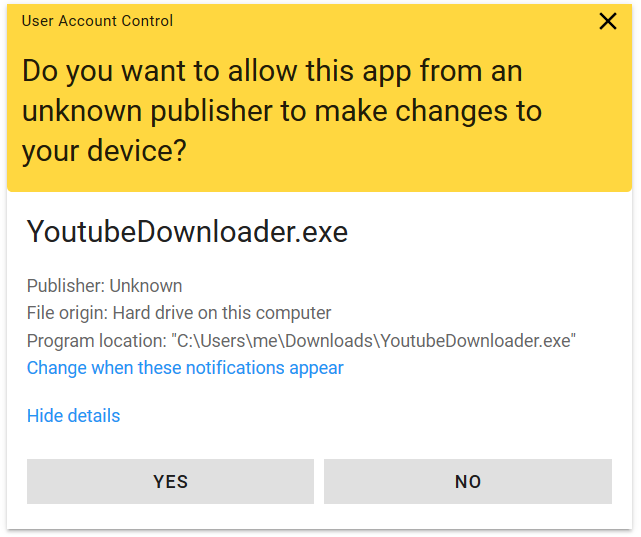 User Account Control
Do you want to allow this app from an
unknown publisher to make changes to
your device?
YoutubeDownloader.exe
Publisher: Unknown
File origin: Hard drive on this computer
Program location: "C:\Users\me\Downloads\YoutubeDownloader.exe"
Change when these notifications appear
Hide details
YES
NO